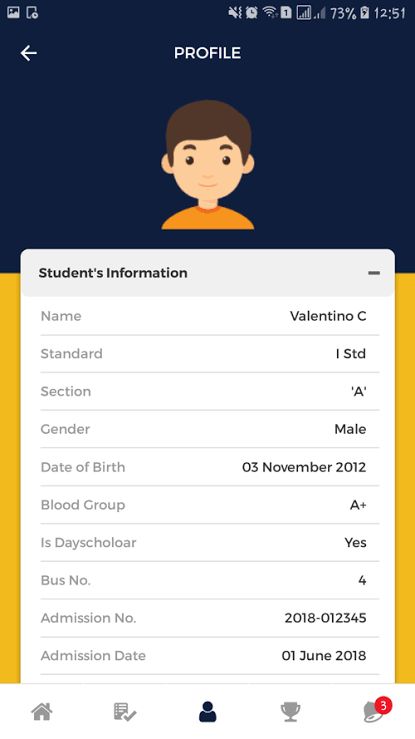 1 73% 12:51
PROFILE
Student's Information
Name Valentino C
Standard I Std
Section 'A'
Gender Male
Date of Birth 03 November 2012
Blood Group A+
Is Dayscholoar Yes
Bus No. 4
Admission No. 2018-012345
Admission Date 01 June 2018
3